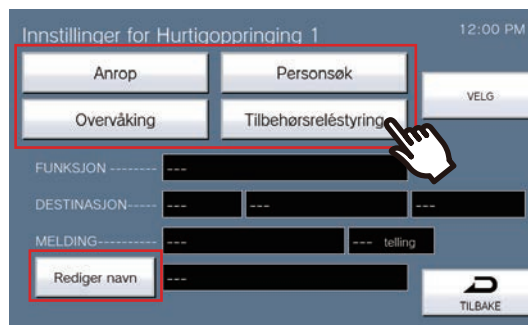 Innstillinger for Hurtigoppringing 1 12:00 PM
Anrop Personsøk
VELG
Overvåking Tilbehørsreléstyring
FUNKSJON -------- ---
DESTINASJON----- --- --- ---
MELDING---------- --- --- telling
Rediger navn ---
TILBAKE